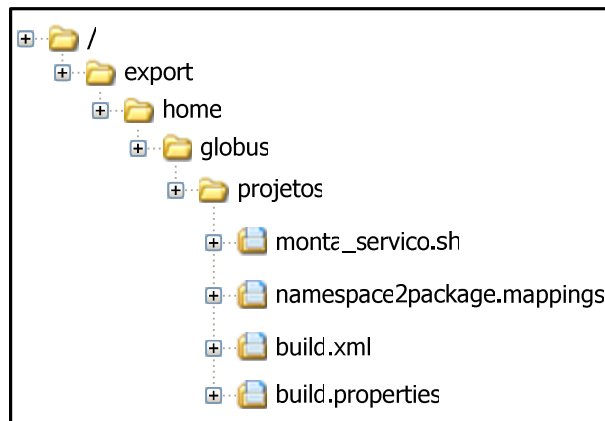 /
export
home
globus
projetos
monta_servico.sh
namespace2package.mappings
build.xml
build.properties